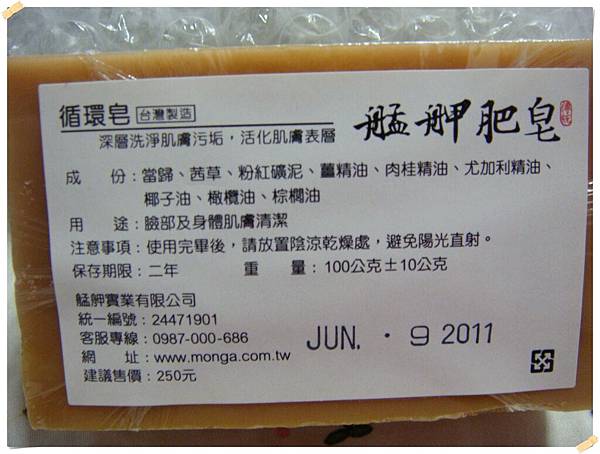 循環皂 台灣製造
艋舺肥皂
深層洗淨肌膚污垢，活化肌膚表層
成　份：當歸、茜草、粉紅礦泥、薑精油、肉桂精油、尤加利精油、
椰子油、橄欖油、棕櫚油
用　途：臉部及身體肌膚清潔
注意事項：使用完畢後，請放置陰涼乾燥處，避免陽光直射。
保存期限：二年　重　量：100公克±10公克
艋舺實業有限公司
統一編號：24471901
客服專線：0987-000-686
網　址：www.monga.com.tw
建議售價：250元
JUN. · 9 2011